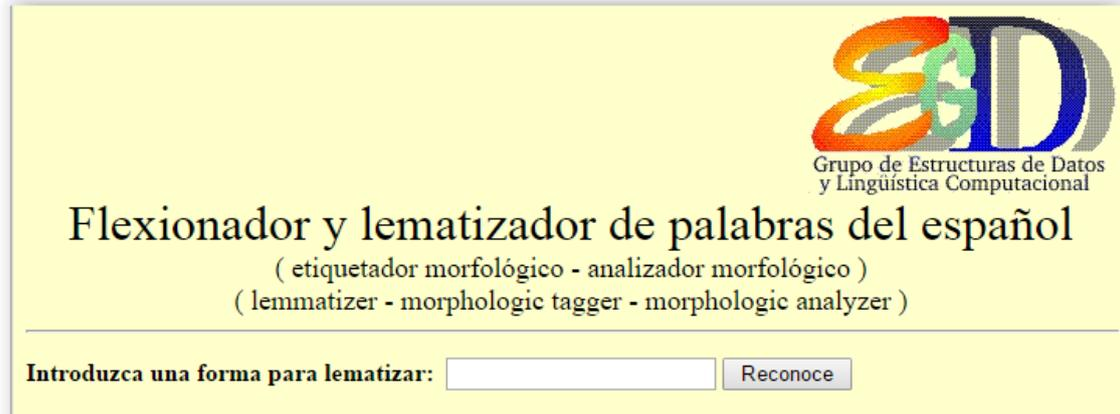 EGD
Grupo de Estructuras de Datos
y Lingüística Computacional
Flexionador y lematizador de palabras del español
( etiquetador morfológico - analizador morfológico )
( lemmatizer - morphologic tagger - morphologic analyzer )
Introduzca una forma para lematizar: Reconoce